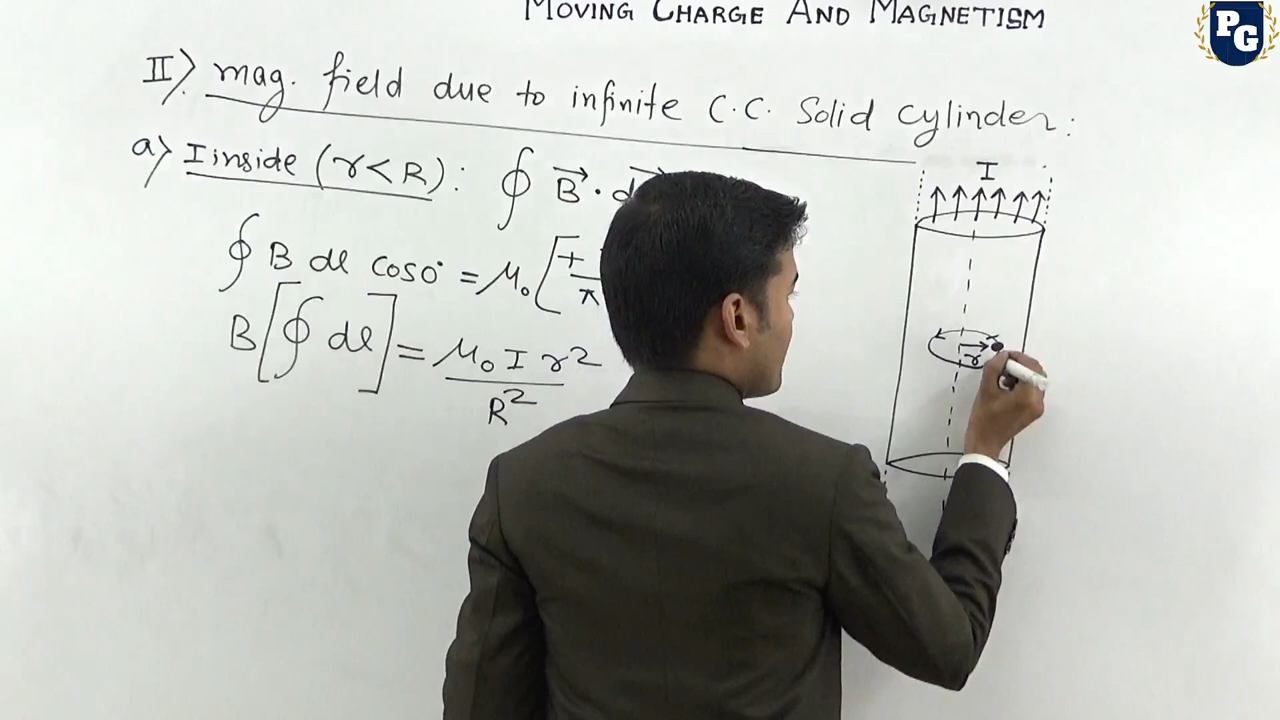 MOVING CHARGE AND MAGNETISM
PG
II) mag. field due to infinite C.C. Solid Cylinder:
a) Inside (r<R): ∮ B⃗ · d
∮ B dl cos0° = μ₀ [ I / π
B[∮ dl] = μ₀ I r² / R²
I
r